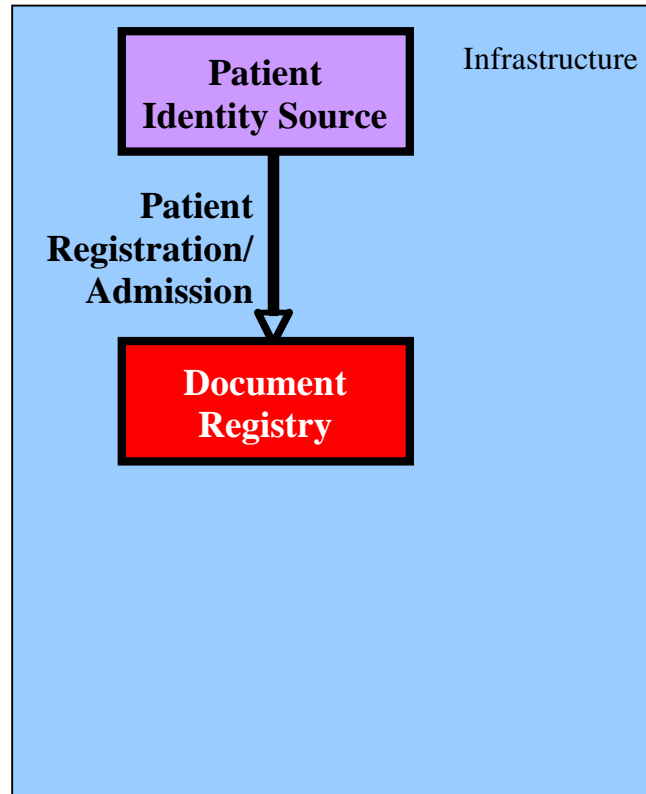 Patient
Identity Source
Infrastructure
Patient
Registration/
Admission
Document
Registry